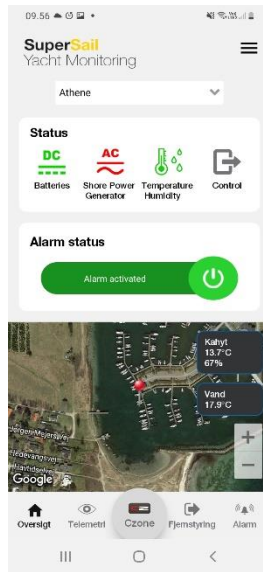 09.56
SuperSail
Yacht Monitoring
Athene
Status
DC
AC
Batteries
Shore Power
Generator
Temperature
Humidity
Control
Alarm status
Alarm activated
Kahyt
13.7°C
67%
Vand
17.9°C
+
−
Google
Oversigt
Telemetri
Czone
Fjernstyring
Alarm